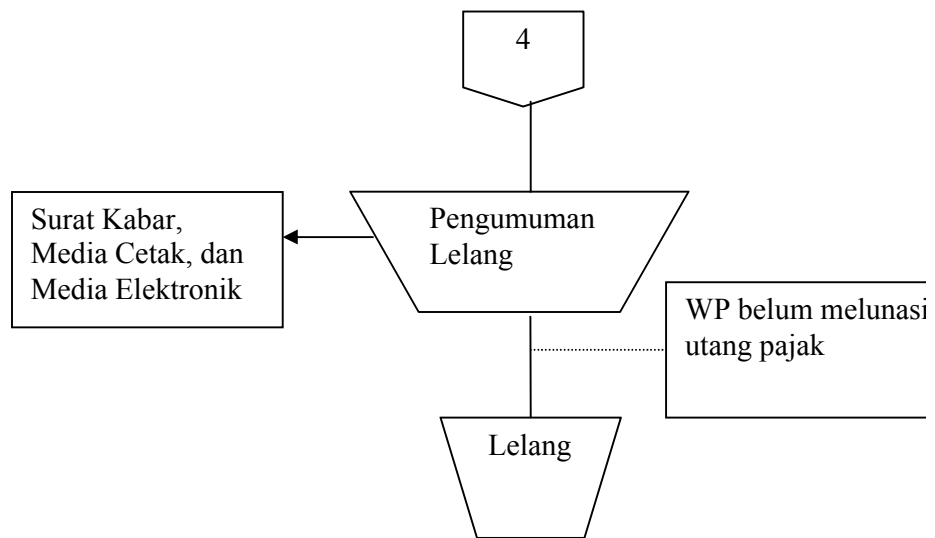 4
Pengumuman
Lelang
Surat Kabar,
Media Cetak, dan
Media Elektronik
WP belum melunasi
utang pajak
Lelang